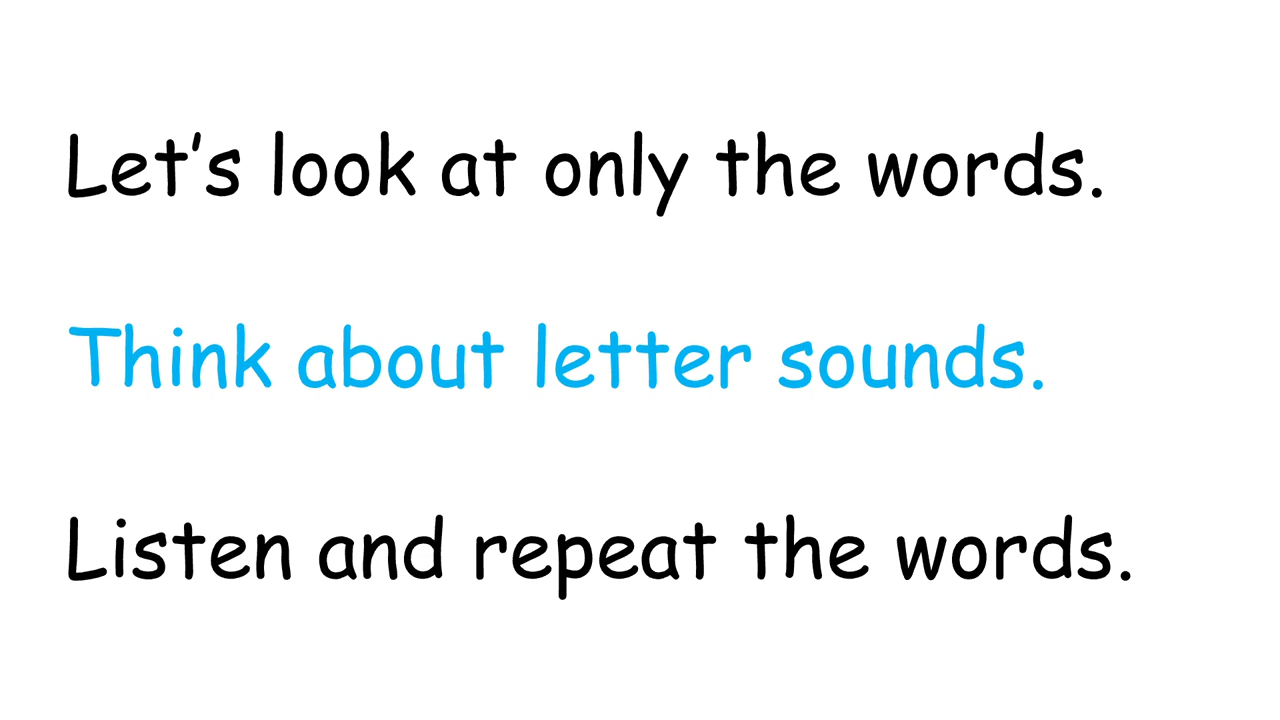 Let’s look at only the words.
Think about letter sounds.
Listen and repeat the words.